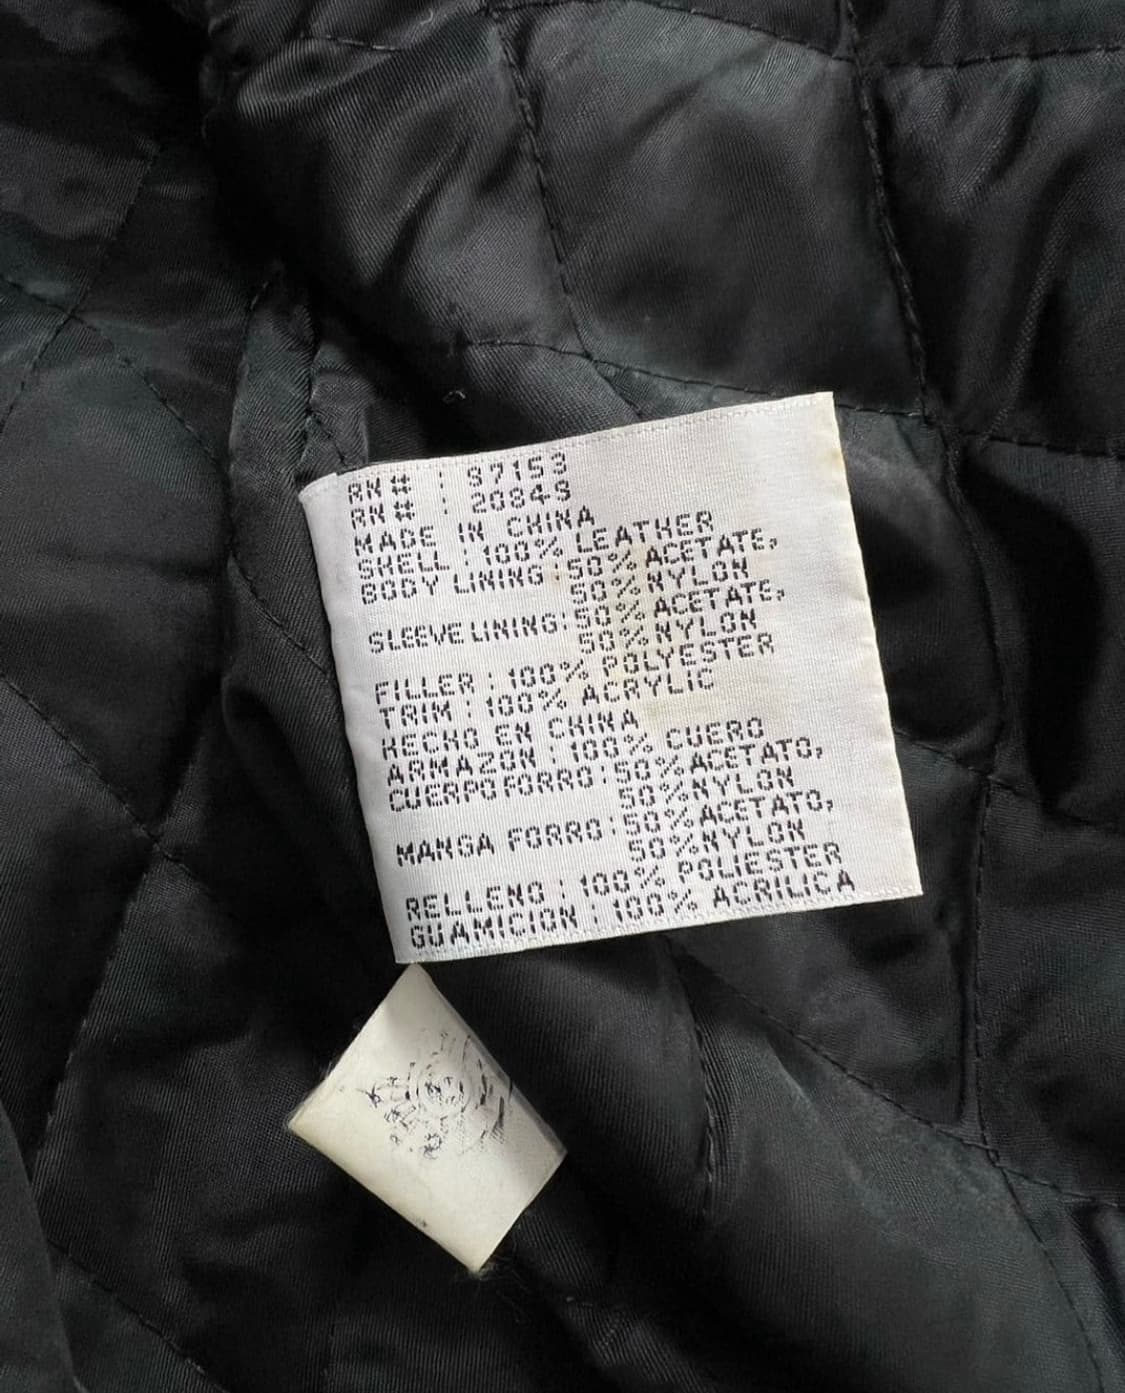 RN# : 97153
RN# : 20843
MADE IN CHINA
SHELL : 100% LEATHER
BODY LINING : 50% ACETATE,
50% NYLON
SLEEVE LINING: 50% ACETATE,
50% NYLON
FILLER : 100% POLYESTER
TRIM : 100% ACRYLIC
HECHO EN CHINA
ARMAZON : 100% CUERO
CUERPO FORRO : 50% ACETATO,
50% NYLON
MANGA FORRO : 50% ACETATO,
50% NYLON
RELLENO : 100% POLIESTER
GUAMICION : 100% ACRILICA